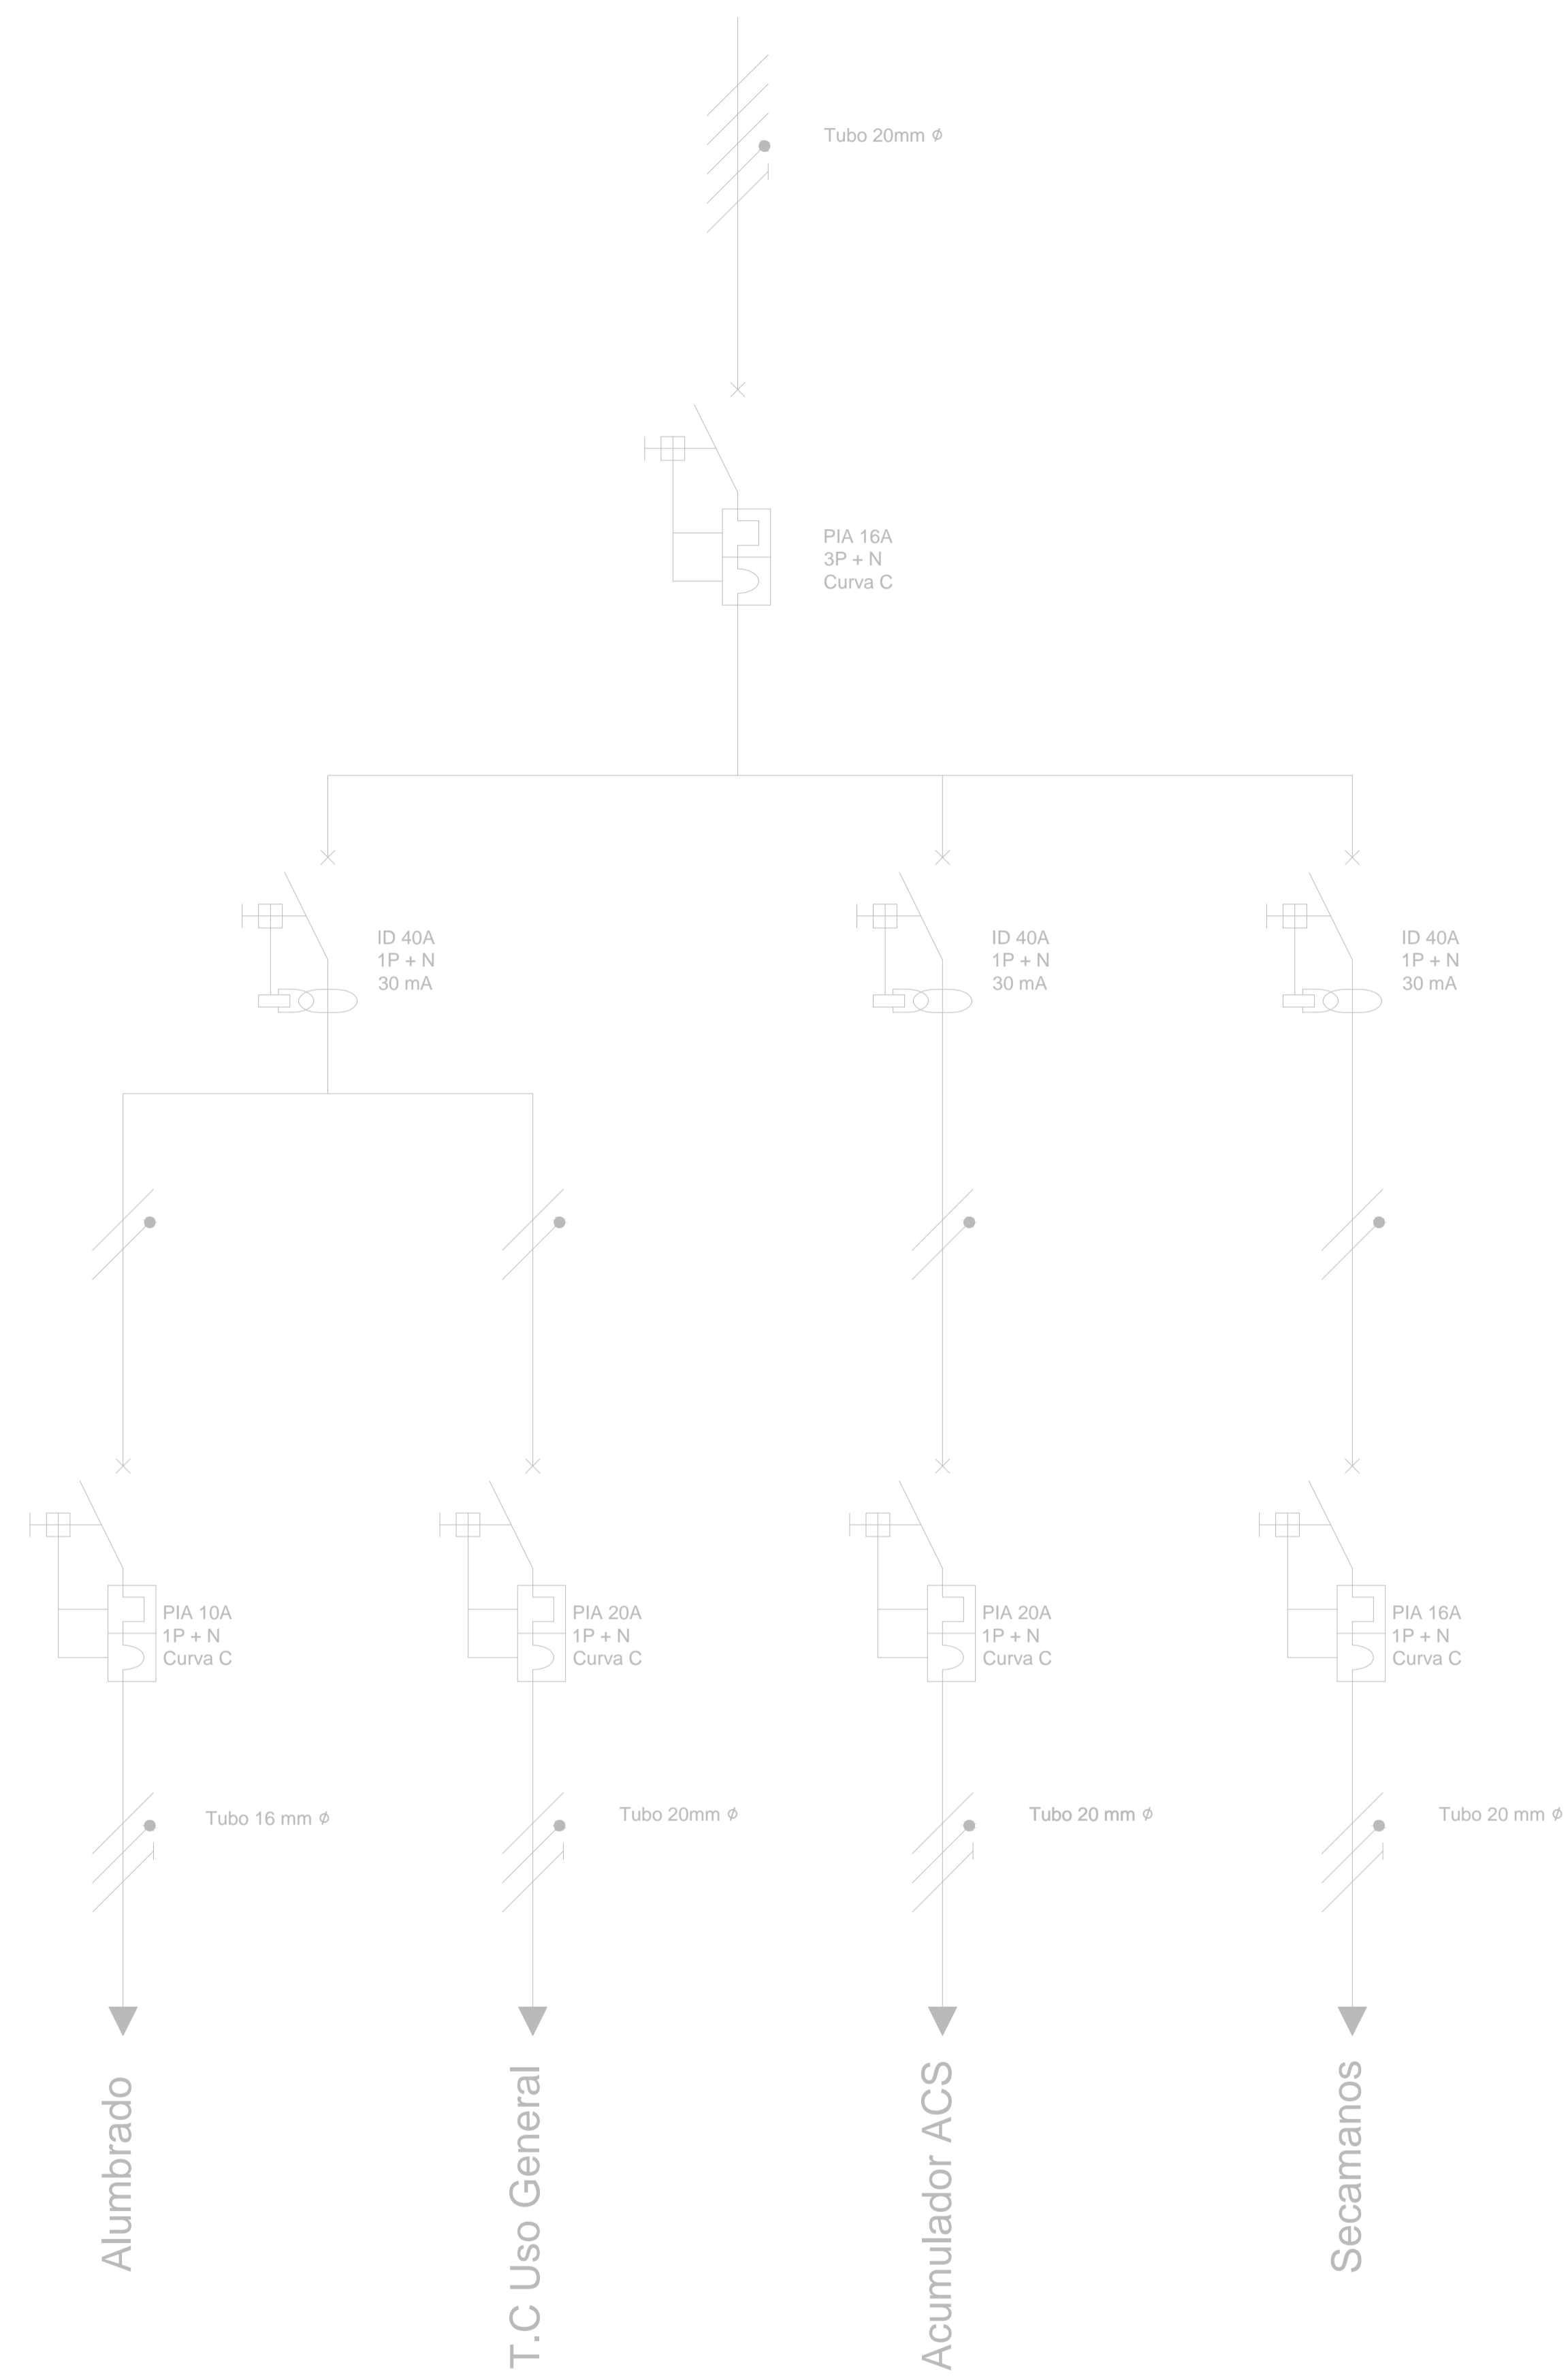 Tubo 20mm ϕ
PIA 16A
3P + N
Curva C
ID 40A
1P + N
30 mA
ID 40A
1P + N
30 mA
ID 40A
1P + N
30 mA
PIA 10A
1P + N
Curva C
PIA 20A
1P + N
Curva C
PIA 20A
1P + N
Curva C
PIA 16A
1P + N
Curva C
Tubo 16 mm ϕ
Tubo 20mm ϕ
Tubo 20 mm ϕ
Tubo 20 mm ϕ
Alumbrado
T.C Uso General
Acumulador ACS
Secamanos